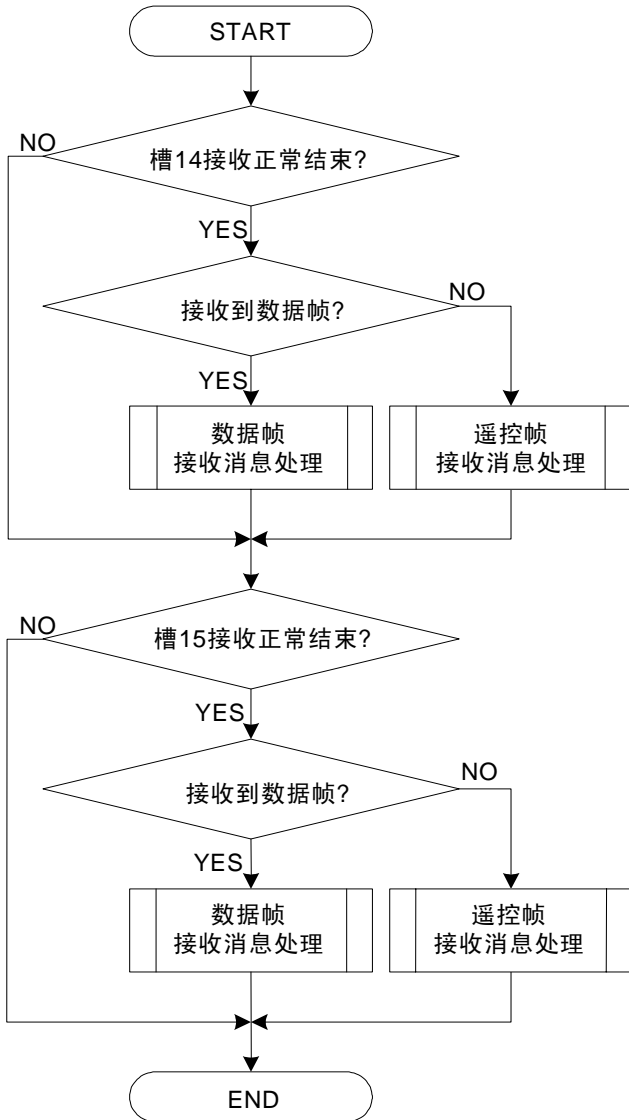 START
NO
槽14接收正常结束?
YES
接收到数据帧?
NO
YES
数据帧
接收消息处理
遥控帧
接收消息处理
NO
槽15接收正常结束?
YES
接收到数据帧?
NO
YES
数据帧
接收消息处理
遥控帧
接收消息处理
END